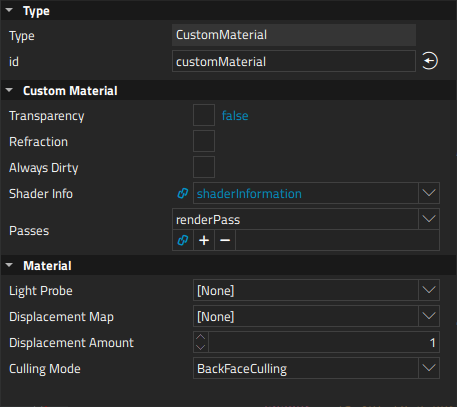 Type
Type CustomMaterial
id customMaterial
Custom Material
Transparency false
Refraction
Always Dirty
Shader Info shaderInformation
Passes renderPass
+ −
Material
Light Probe [None]
Displacement Map [None]
Displacement Amount 1
Culling Mode BackFaceCulling